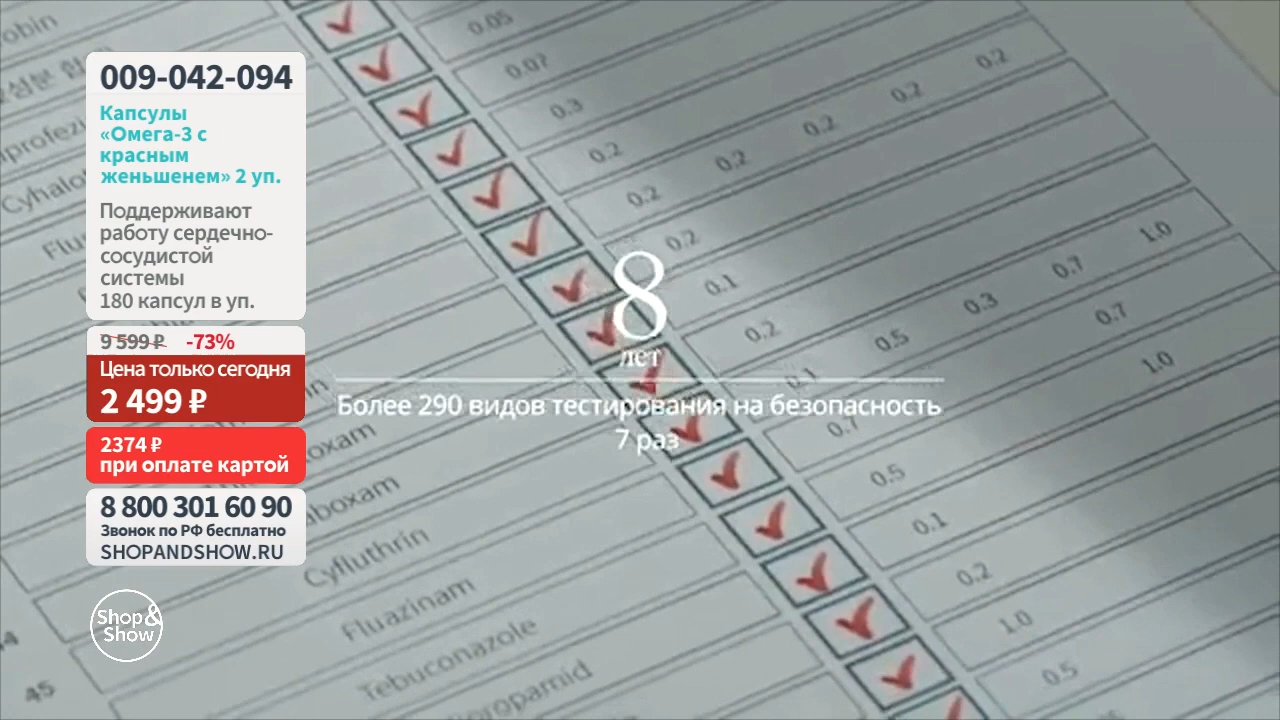 009-042-094
Капсулы
«Омега-3 с
красным
женьшенем» 2 уп.
Поддерживают
работу сердечно-
сосудистой
системы
180 капсул в уп.
9 599 ₽ -73%
Цена только сегодня
2 499 ₽
2374 ₽
при оплате картой
8 800 301 60 90
Звонок по РФ бесплатно
SHOPANDSHOW.RU
Shop&
Show
8
лет
Более 290 видов тестирования на безопасность
7 раз
0.05
0.07
0.3
0.2 0.2 0.2 0.2 0.2
0.2
0.2
0.1
0.2 0.5 0.3 0.7 1.0
0.1 0.7
0.7 1.0
0.5
0.1
0.2
1.0
0.5
Cyfluthrin
Fluazinam
Tebuconazole
45